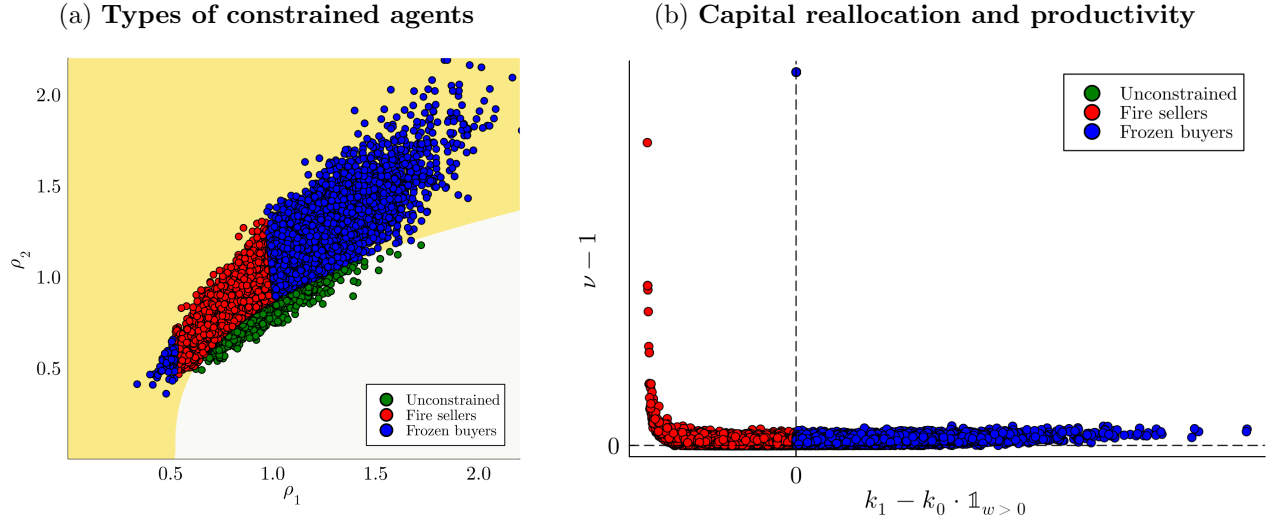 (a) Types of constrained agents
2.0
1.5
1.0
0.5
ρ₂
0.5
1.0
1.5
2.0
ρ₁
Unconstrained
Fire sellers
Frozen buyers
(b) Capital reallocation and productivity
ν − 1
0
0
k₁ − k₀ · 𝟙_{w > 0}
Unconstrained
Fire sellers
Frozen buyers